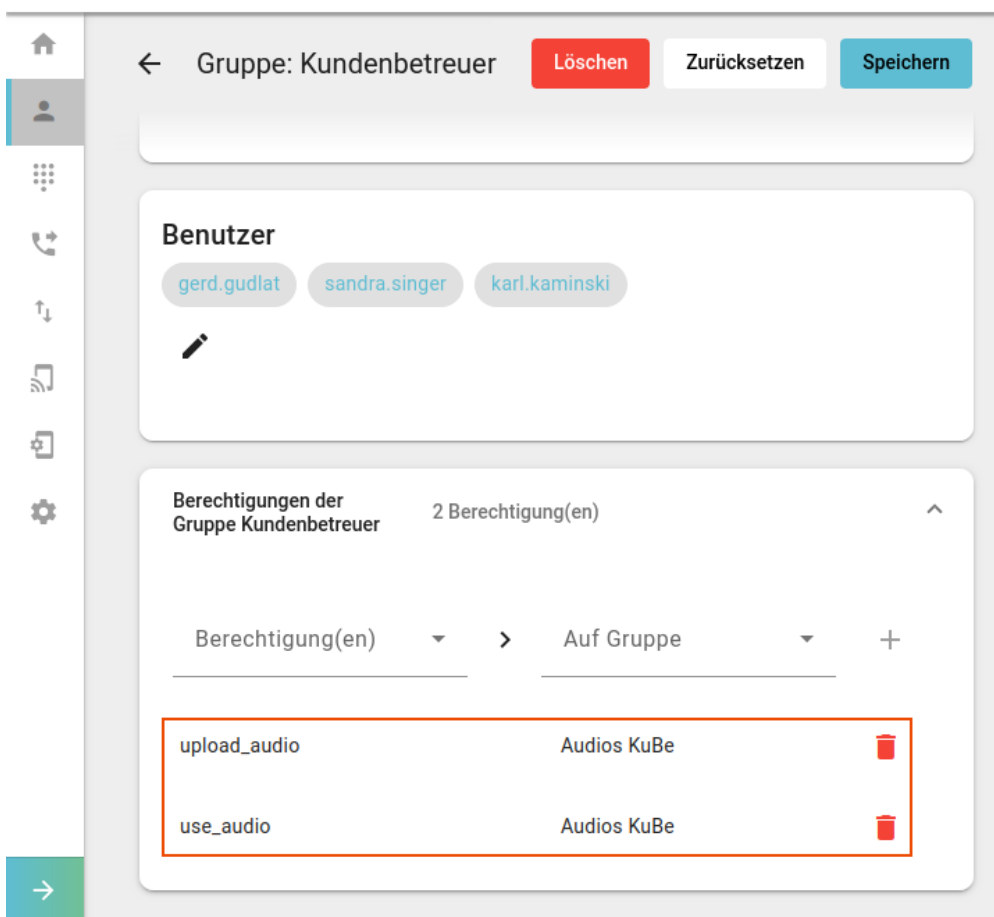 Gruppe: Kundenbetreuer Löschen Zurücksetzen Speichern
Benutzer
gerd.gudlat sandra.singer karl.kaminski
Berechtigungen der
Gruppe Kundenbetreuer
2 Berechtigung(en)
Berechtigung(en) Auf Gruppe
upload_audio Audios KuBe
use_audio Audios KuBe